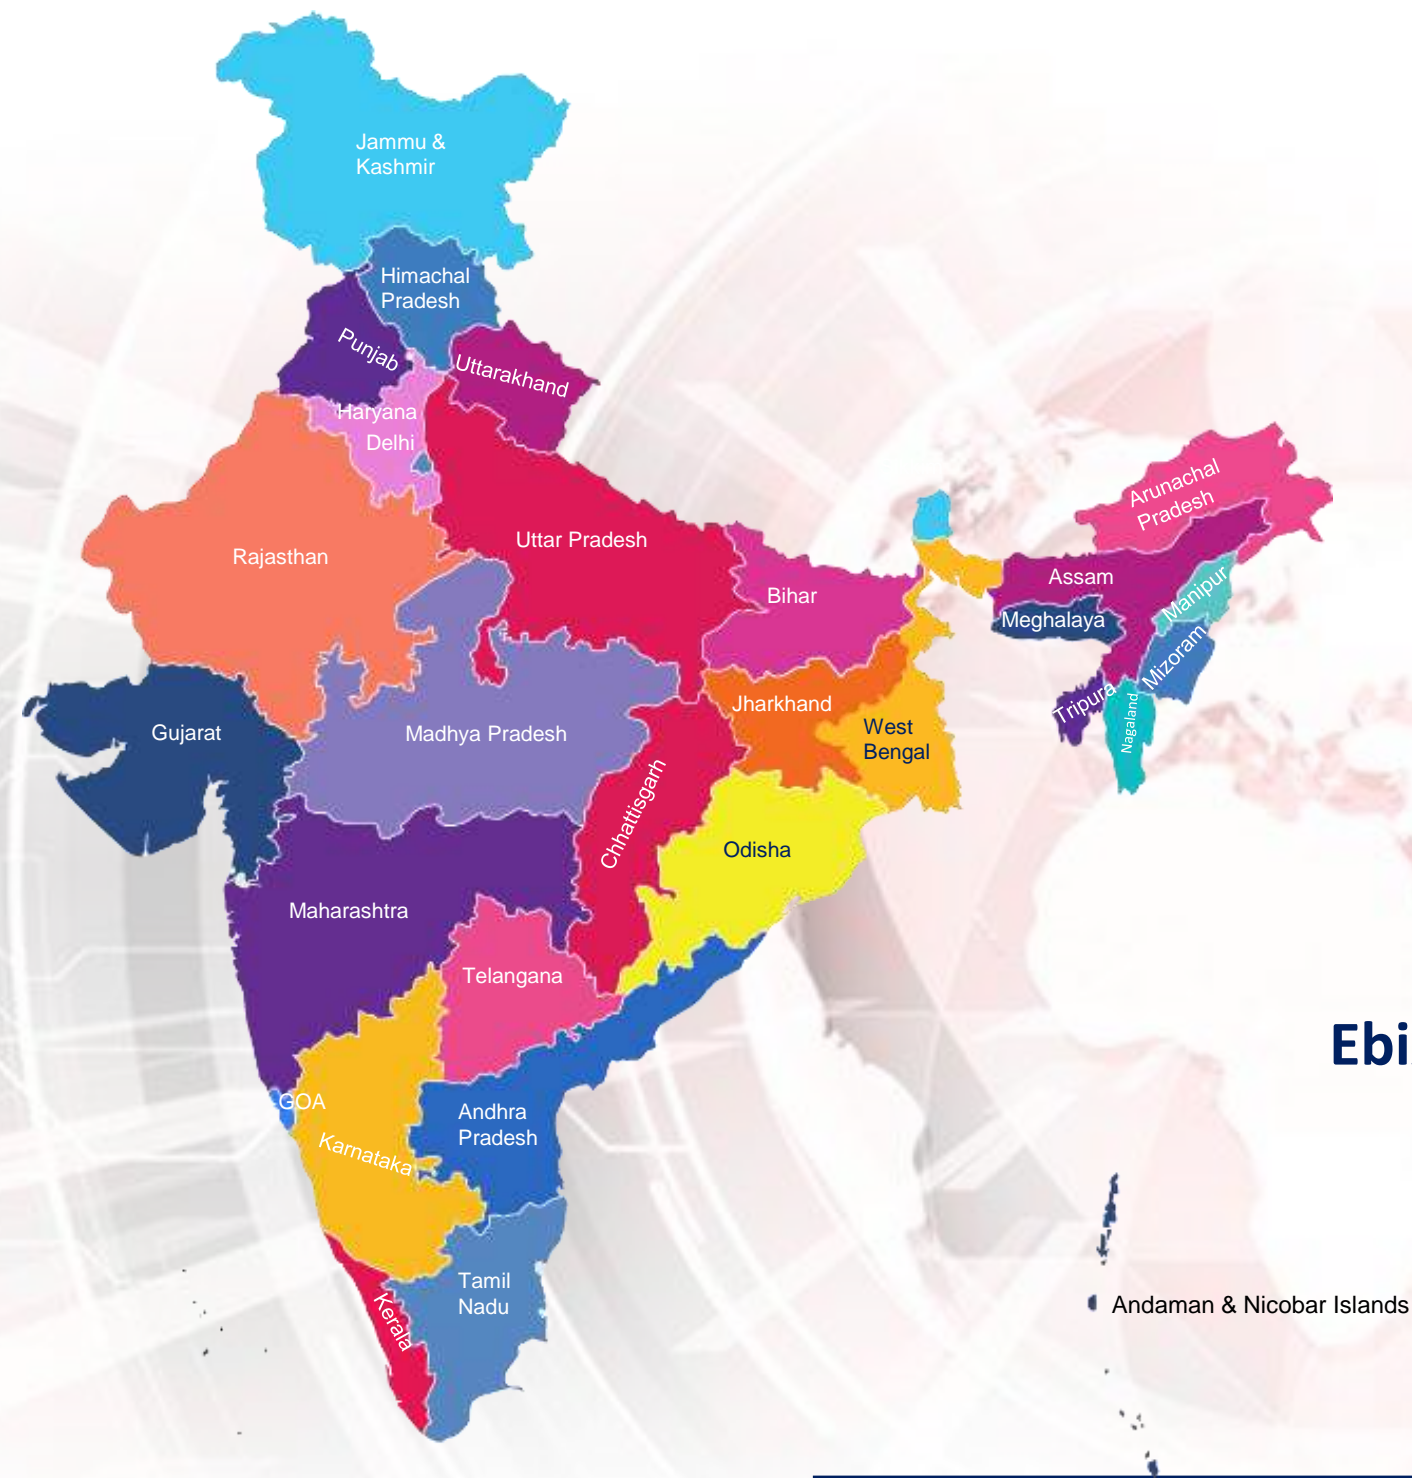 Jammu &
Kashmir
Himachal
Pradesh
Punjab
Uttarakhand
Haryana
Delhi
Arunachal
Pradesh
Rajasthan
Uttar Pradesh
Bihar
Assam
Manipur
Meghalaya
Mizoram
Tripura
Nagaland
Gujarat
Madhya Pradesh
Jharkhand
West
Bengal
Chhattisgarh
Odisha
Maharashtra
Telangana
Ebi
GOA
Andhra
Pradesh
Karnataka
Tamil
Nadu
Kerala
Andaman & Nicobar Islands